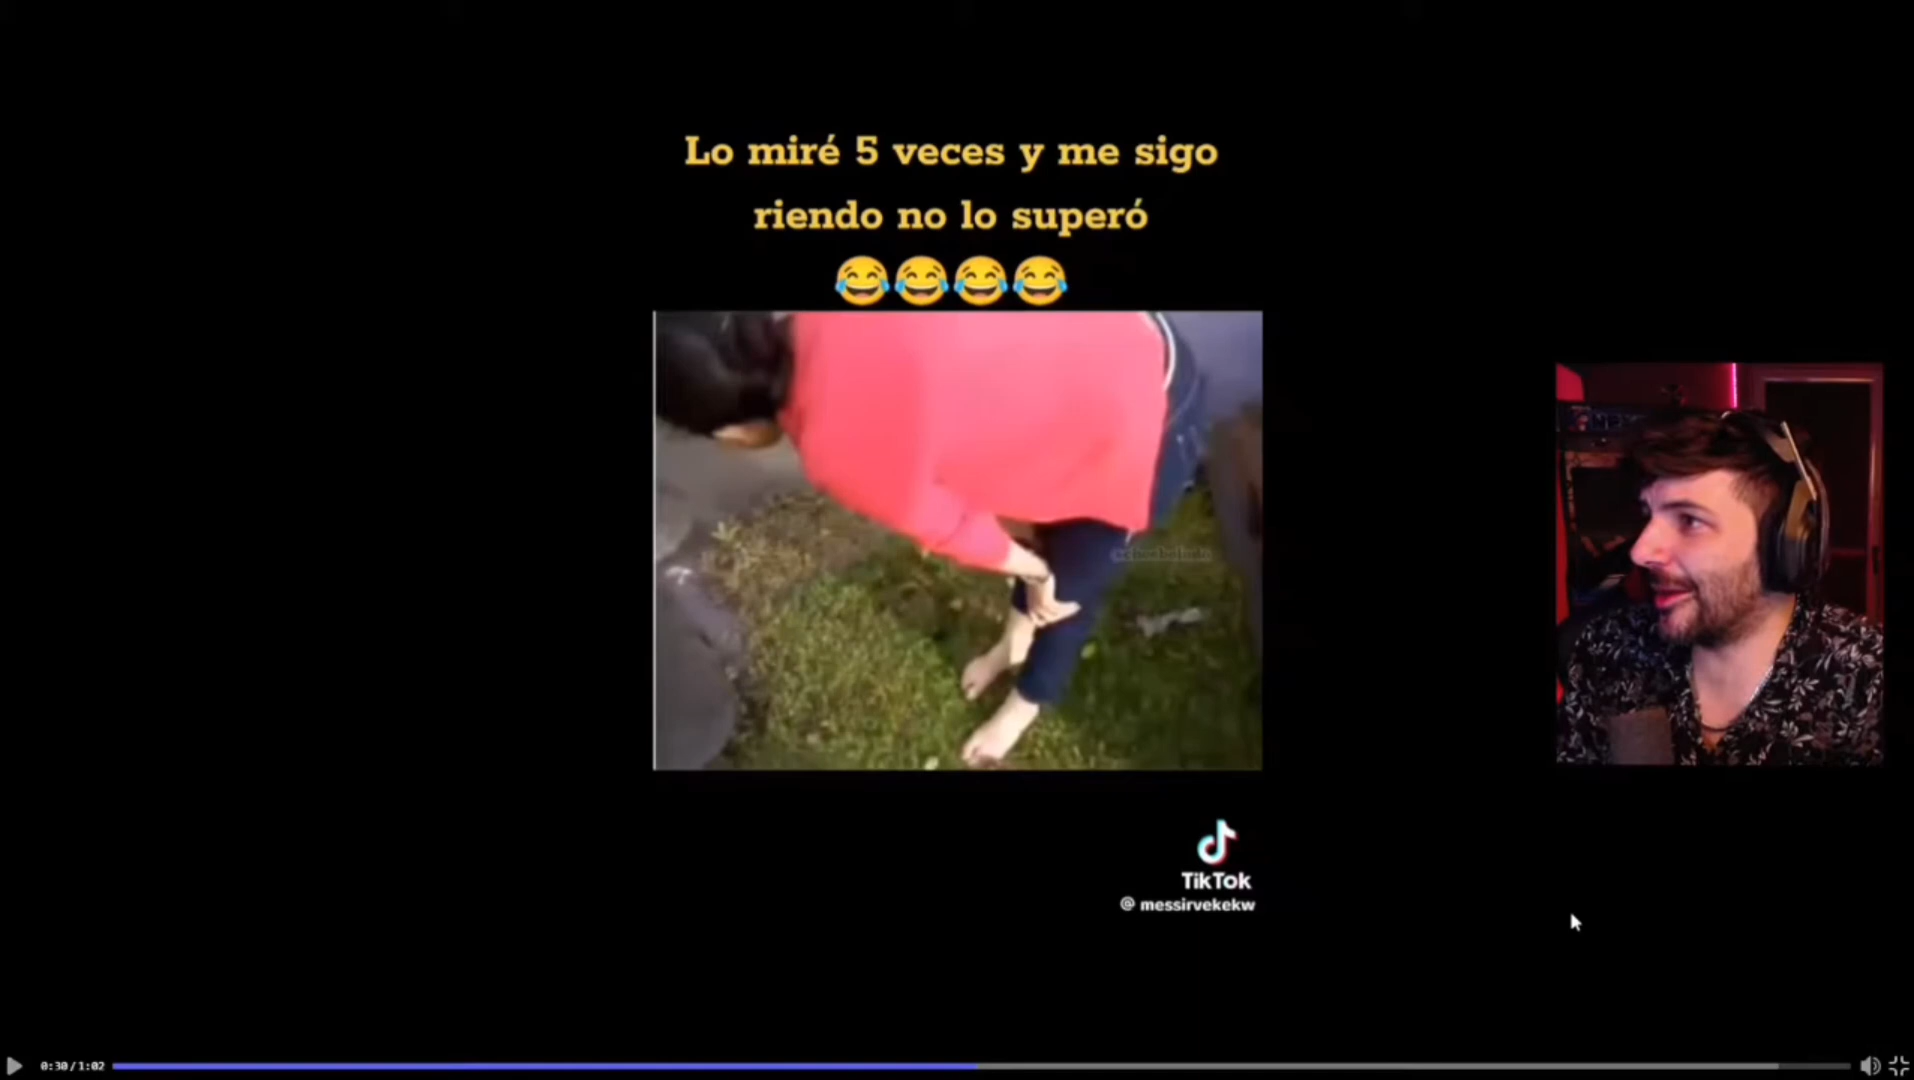 Lo miré 5 veces y me sigo
riendo no lo superó
😂😂😂😂
TikTok
@ messirvekekw
0:30/1:02